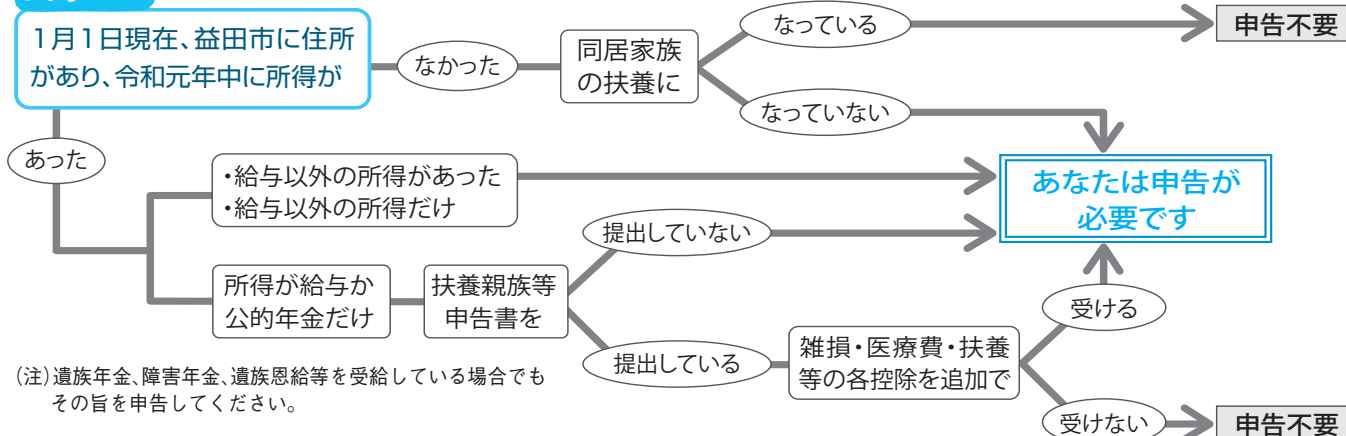 1月1日現在、益田市に住所
があり、令和元年中に所得が
なかった
同居家族
の扶養に
なっている
申告不要
なっていない
あった
・給与以外の所得があった
・給与以外の所得だけ
あなたは申告が
必要です
所得が給与か
公的年金だけ
扶養親族等
申告書を
提出していない
提出している
雑損・医療費・扶養
等の各控除を追加で
受ける
受けない
申告不要
(注)遺族年金、障害年金、遺族恩給等を受給している場合でも
その旨を申告してください。